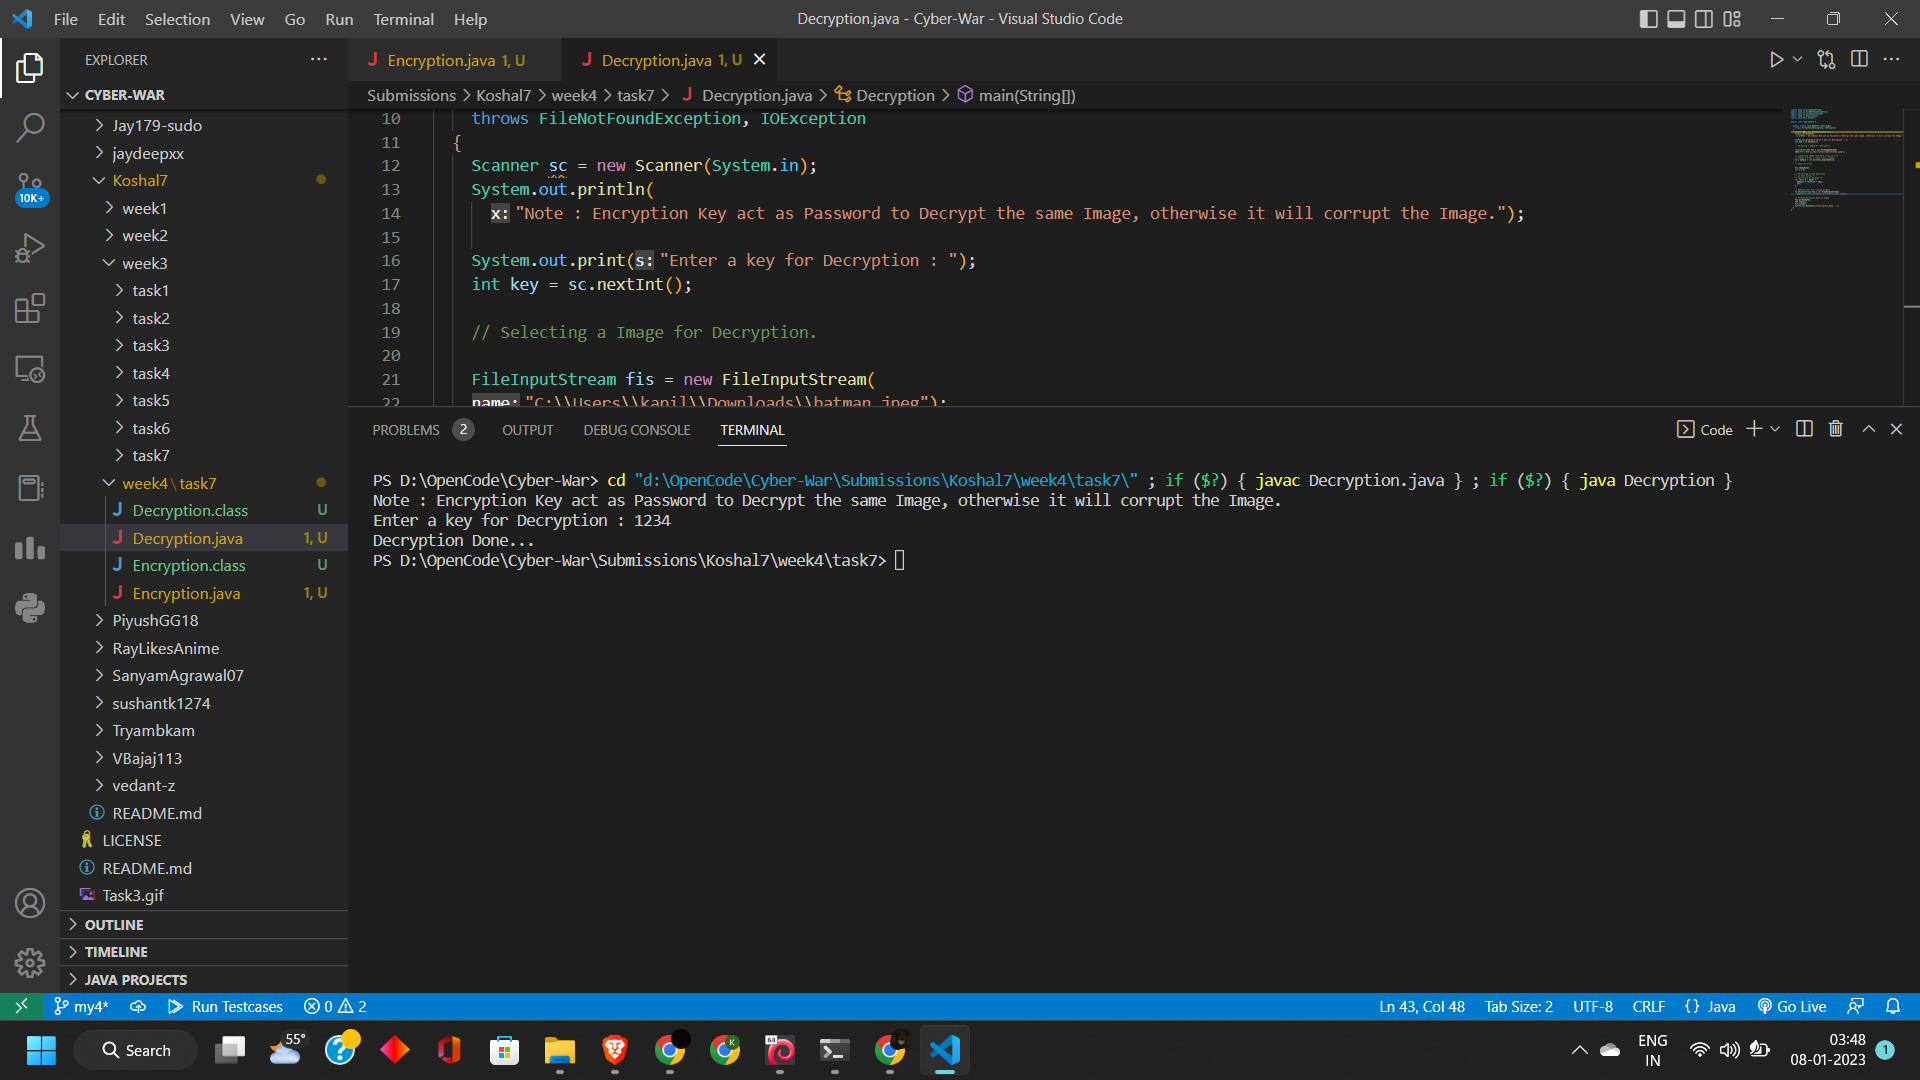 File Edit Selection View Go Run Terminal Help
Decryption.java - Cyber-War - Visual Studio Code
EXPLORER
CYBER-WAR
Jay179-sudo
jaydeepxx
Koshal7
week1
week2
week3
task1
task2
task3
task4
task5
task6
task7
week4\task7
Decryption.class U
Decryption.java 1, U
Encryption.class U
Encryption.java 1, U
PiyushGG18
RayLikesAnime
SanyamAgrawal07
sushantk1274
Tryambkam
VBajaj113
vedant-z
README.md
LICENSE
README.md
Task3.gif
OUTLINE
TIMELINE
JAVA PROJECTS
10K+
Encryption.java 1, U
Decryption.java 1, U
Submissions > Koshal7 > week4 > task7 > Decryption.java > Decryption > main(String[])
10 throws FileNotFoundException, IOException
11 {
12 Scanner sc = new Scanner(System.in);
13 System.out.println(
14 x: "Note : Encryption Key act as Password to Decrypt the same Image, otherwise it will corrupt the Image.");
15
16 System.out.print(s: "Enter a key for Decryption : ");
17 int key = sc.nextInt();
18
19 // Selecting a Image for Decryption.
20
21 FileInputStream fis = new FileInputStream(
22 name: "C:\\Users\\kapil\\Downloads\\batman.jpeg");
PROBLEMS 2 OUTPUT DEBUG CONSOLE TERMINAL
Code
PS D:\OpenCode\Cyber-War> cd "d:\OpenCode\Cyber-War\Submissions\Koshal7\week4\task7\" ; if ($?) { javac Decryption.java } ; if ($?) { java Decryption }
Note : Encryption Key act as Password to Decrypt the same Image, otherwise it will corrupt the Image.
Enter a key for Decryption : 1234
Decryption Done...
PS D:\OpenCode\Cyber-War\Submissions\Koshal7\week4\task7>
my4* Run Testcases 0 2
Ln 43, Col 48 Tab Size: 2 UTF-8 CRLF {} Java Go Live
Search
55°
K
64
ENG
IN
03:48
08-01-2023
1